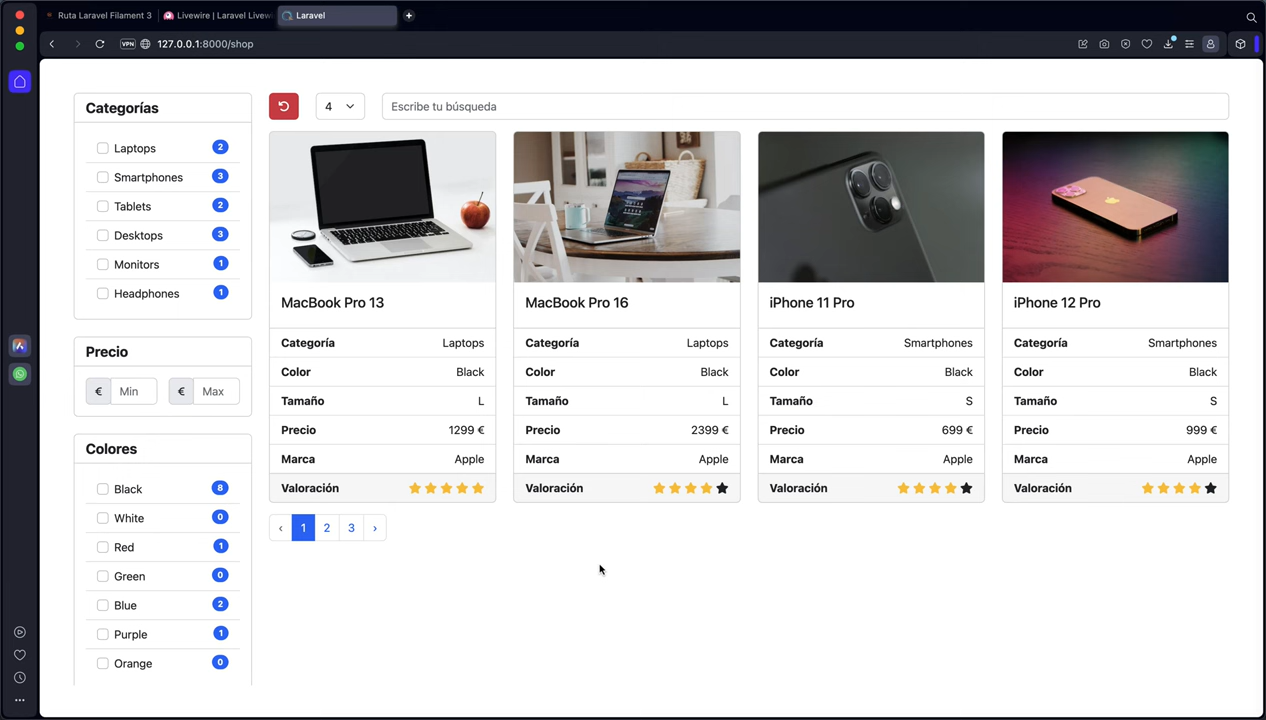 Ruta Laravel Filament 3
Livewire | Laravel Livew
Laravel
VPN
127.0.0.1:8000/shop
Categorías
Laptops 2
Smartphones 3
Tablets 2
Desktops 3
Monitors 1
Headphones 1
Precio
€ Min € Max
Colores
Black 8
White 0
Red 1
Green 0
Blue 2
Purple 1
Orange 0
4
Escribe tu búsqueda
MacBook Pro 13
Categoría Laptops
Color Black
Tamaño L
Precio 1299 €
Marca Apple
Valoración
MacBook Pro 16
Categoría Laptops
Color Black
Tamaño L
Precio 2399 €
Marca Apple
Valoración
iPhone 11 Pro
Categoría Smartphones
Color Black
Tamaño S
Precio 699 €
Marca Apple
Valoración
iPhone 12 Pro
Categoría Smartphones
Color Black
Tamaño S
Precio 999 €
Marca Apple
Valoración
‹ 1 2 3 ›